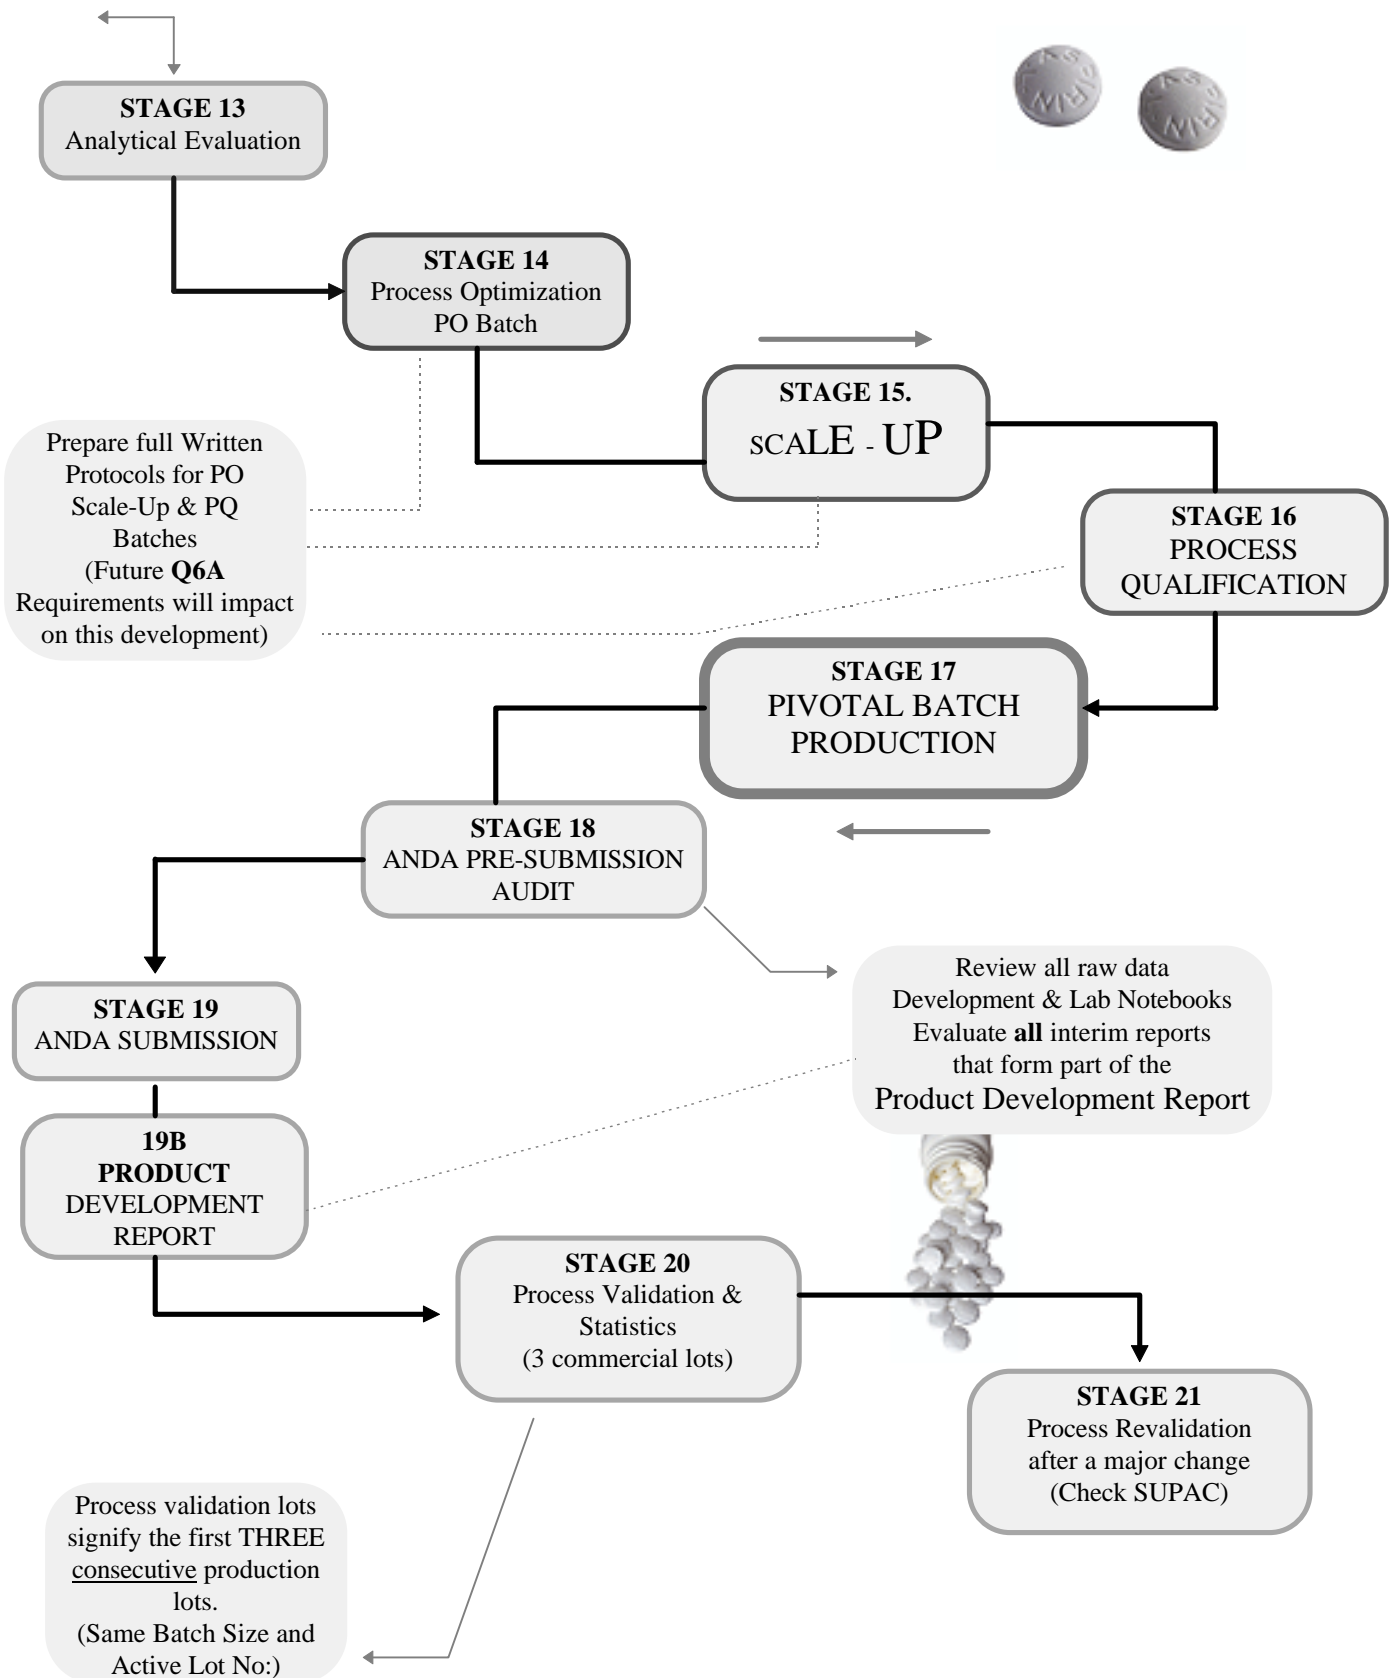 STAGE 13
Analytical Evaluation
ASPIRIN
ASPIRIN
STAGE 14
Process Optimization
PO Batch
STAGE 15.
SCALE - UP
Prepare full Written
Protocols for PO
Scale-Up & PQ
Batches
(Future Q6A
Requirements will impact
on this development)
STAGE 16
PROCESS
QUALIFICATION
STAGE 17
PIVOTAL BATCH
PRODUCTION
STAGE 18
ANDA PRE-SUBMISSION
AUDIT
Review all raw data
Development & Lab Notebooks
Evaluate all interim reports
that form part of the
Product Development Report
STAGE 19
ANDA SUBMISSION
19B
PRODUCT
DEVELOPMENT
REPORT
STAGE 20
Process Validation &
Statistics
(3 commercial lots)
STAGE 21
Process Revalidation
after a major change
(Check SUPAC)
Process validation lots
signify the first THREE
consecutive production
lots.
(Same Batch Size and
Active Lot No:)